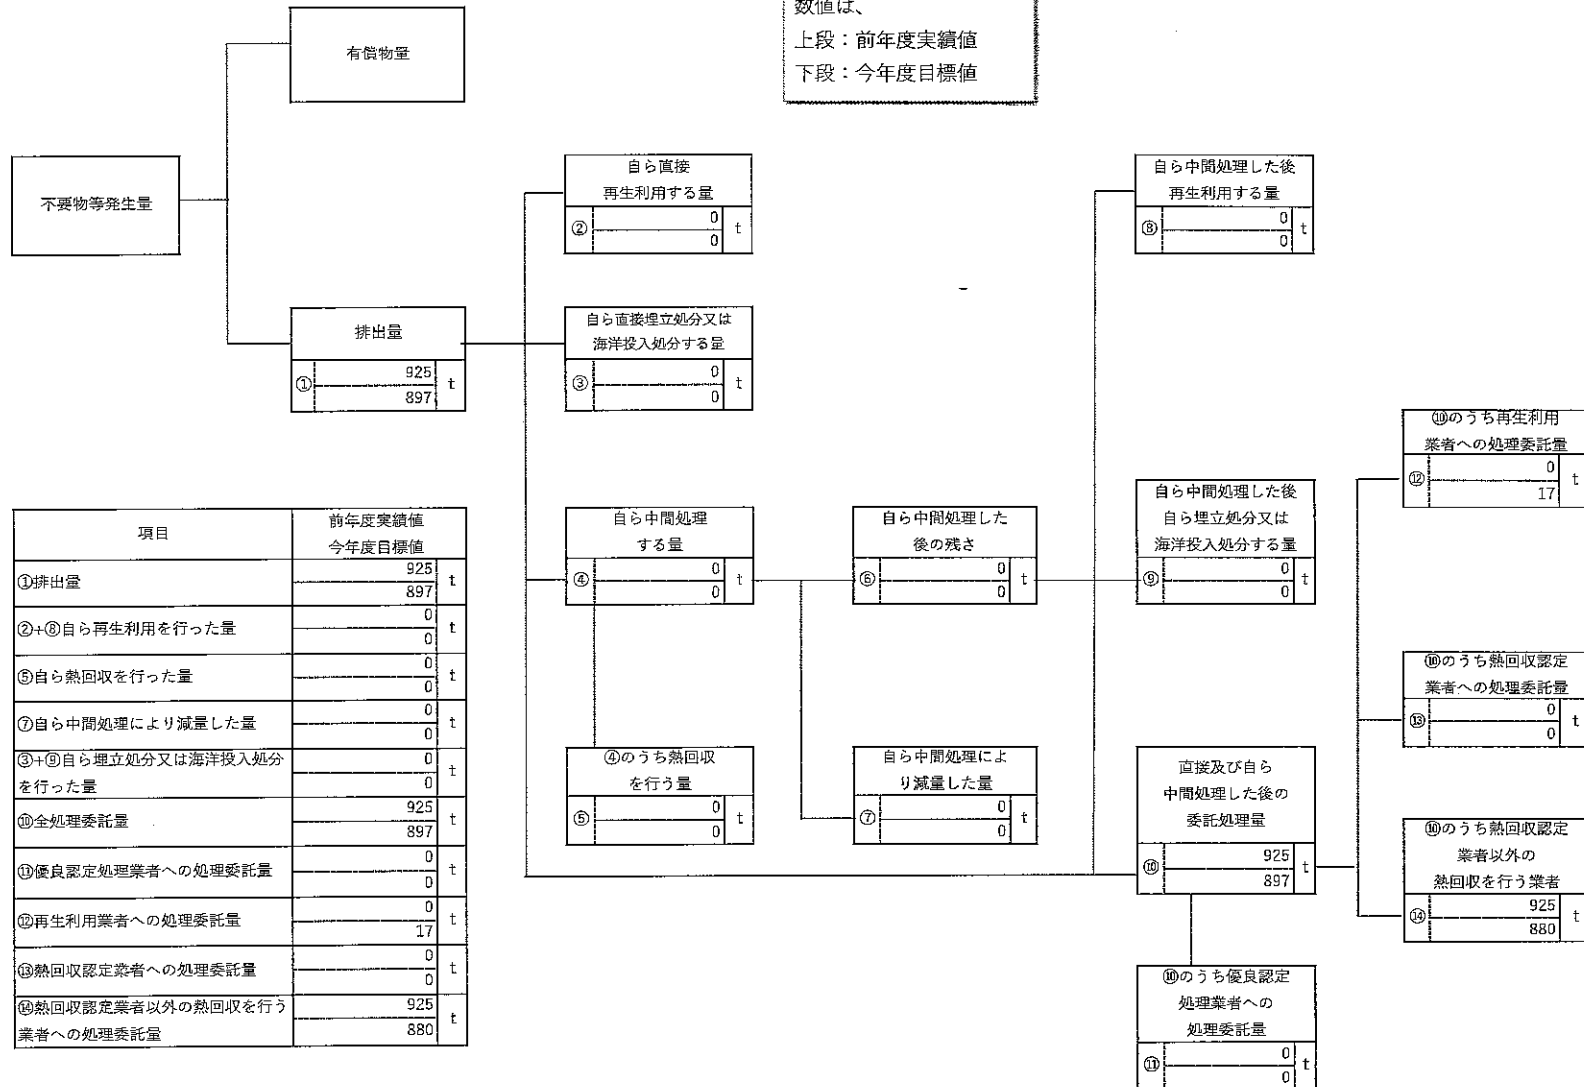 数値は、
上段：前年度実績値
下段：今年度目標値
有償物量
不要物等発生量
排出量
① 925 t
897
自ら直接
再生利用する量
② 0 t
0
自ら直接埋立処分又は
海洋投入処分する量
③ 0 t
0
自ら中間処理
する量
④ 0 t
0
④のうち熱回収
を行う量
⑤ 0 t
0
自ら中間処理した
後の残さ
⑥ 0 t
0
自ら中間処理によ
り減量した量
⑦ 0 t
0
自ら中間処理した後
再生利用する量
⑧ 0 t
0
自ら中間処理した後
自ら埋立処分又は
海洋投入処分する量
⑨ 0 t
0
直接及び自ら
中間処理した後の
委託処理量
⑩ 925 t
897
⑩のうち優良認定
処理業者への
処理委託量
⑪ 0 t
0
⑩のうち再生利用
業者への処理委託量
⑫ 0 t
17
⑩のうち熱回収認定
業者への処理委託量
⑬ 0 t
0
⑩のうち熱回収認定
業者以外の
熱回収を行う業者
⑭ 925 t
880
項目 前年度実績値
今年度目標値
①排出量 925 t
897
②+⑧自ら再生利用を行った量 0 t
0
⑤自ら熱回収を行った量 0 t
0
⑦自ら中間処理により減量した量 0 t
0
③+⑨自ら埋立処分又は海洋投入処分 0 t
を行った量 0
⑩全処理委託量 925 t
897
⑪優良認定処理業者への処理委託量 0 t
0
⑫再生利用業者への処理委託量 0 t
17
⑬熱回収認定業者への処理委託量 0 t
0
⑭熱回収認定業者以外の熱回収を行う 925 t
業者への処理委託量 880